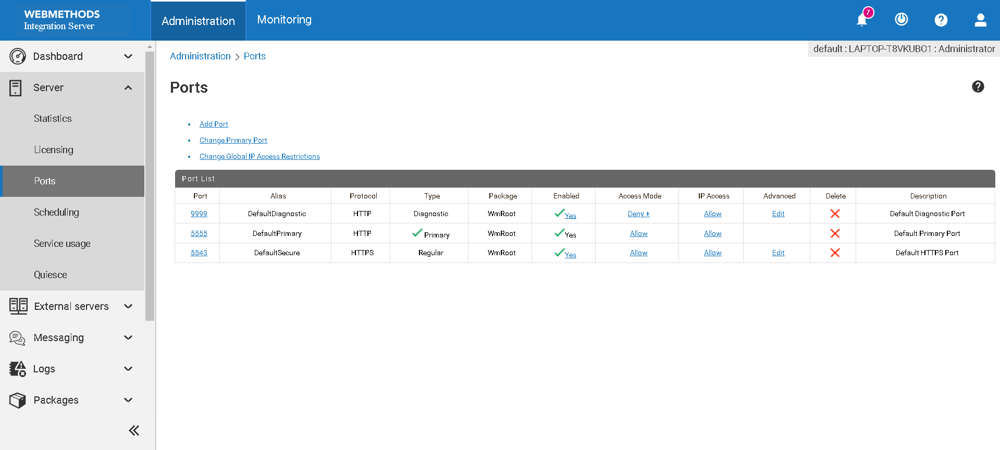 WEBMETHODS
Integration Server
Administration
Monitoring
7
default : LAPTOP-T8VKUBO1 : Administrator
Dashboard
Server
Statistics
Licensing
Ports
Scheduling
Service usage
Quiesce
External servers
Messaging
Logs
Packages
Administration > Ports
Ports
• Add Port
• Change Primary Port
• Change Global IP Access Restrictions
Port List
Port Alias Protocol Type Package Enabled Access Mode IP Access Advanced Delete Description
9999 DefaultDiagnostic HTTP Diagnostic WmRoot Yes Deny + Allow Edit Default Diagnostic Port
5555 DefaultPrimary HTTP Primary WmRoot Yes Allow Allow Default Primary Port
5543 DefaultSecure HTTPS Regular WmRoot Yes Allow Allow Edit Default HTTPS Port